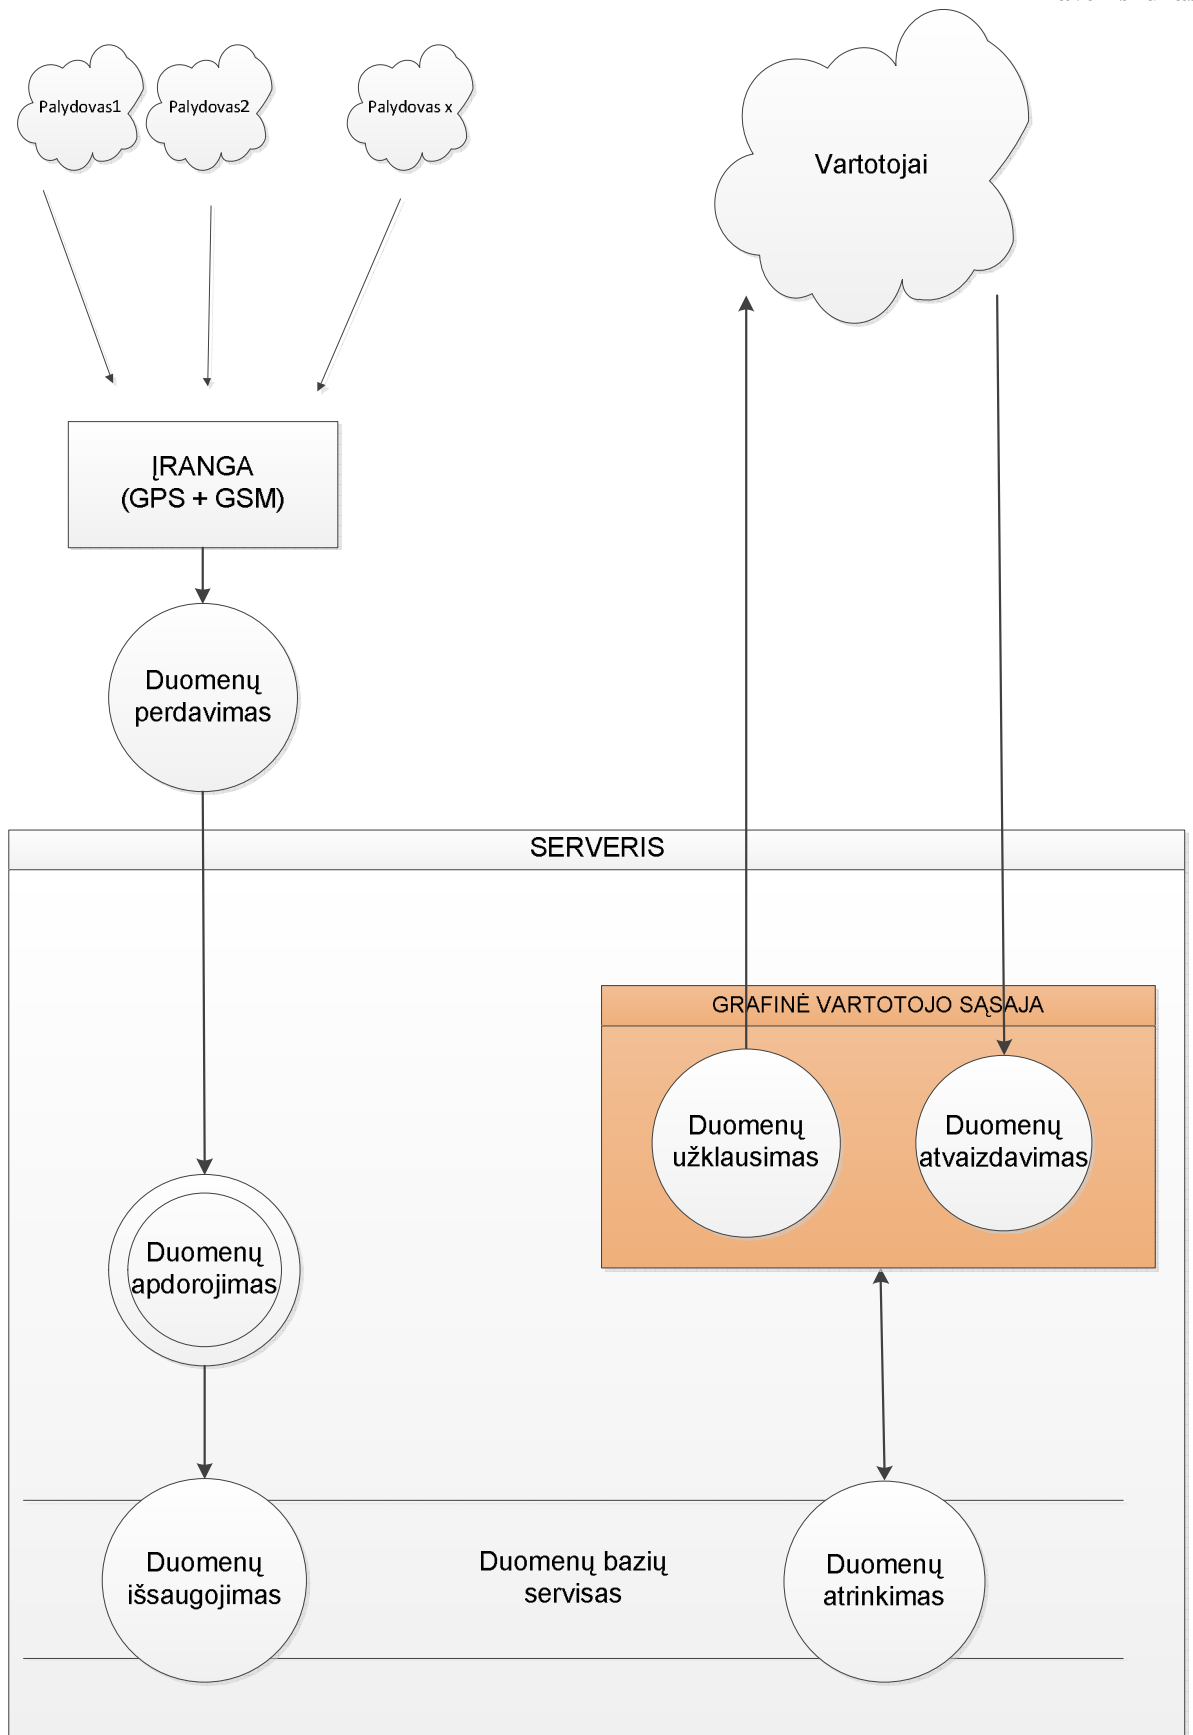 Palydovas1
Palydovas2
Palydovas x
Vartotojai
ĮRANGA
(GPS + GSM)
Duomenų
perdavimas
SERVERIS
GRAFINĖ VARTOTOJO SĄSAJA
Duomenų
užklausimas
Duomenų
atvaizdavimas
Duomenų
apdorojimas
Duomenų
išsaugojimas
Duomenų bazių
servisas
Duomenų
atrinkimas